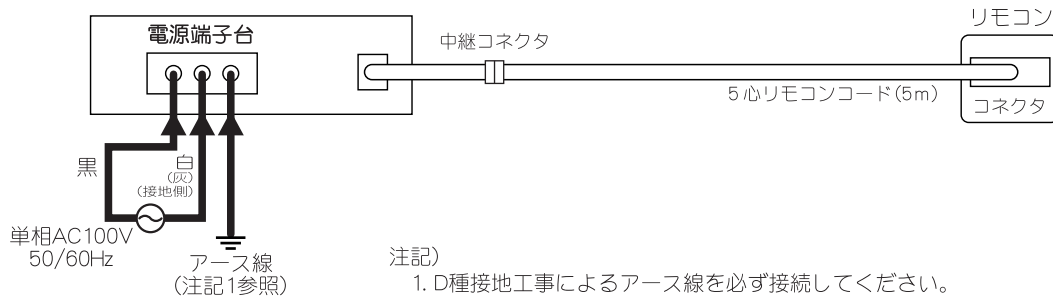 電源端子台
中継コネクタ
リモコン
5心リモコンコード(5m)
コネクタ
黒
白
(灰)
(接地側)
単相AC100V
50/60Hz
アース線
(注記1参照)
注記)
1. D種接地工事によるアース線を必ず接続してください。